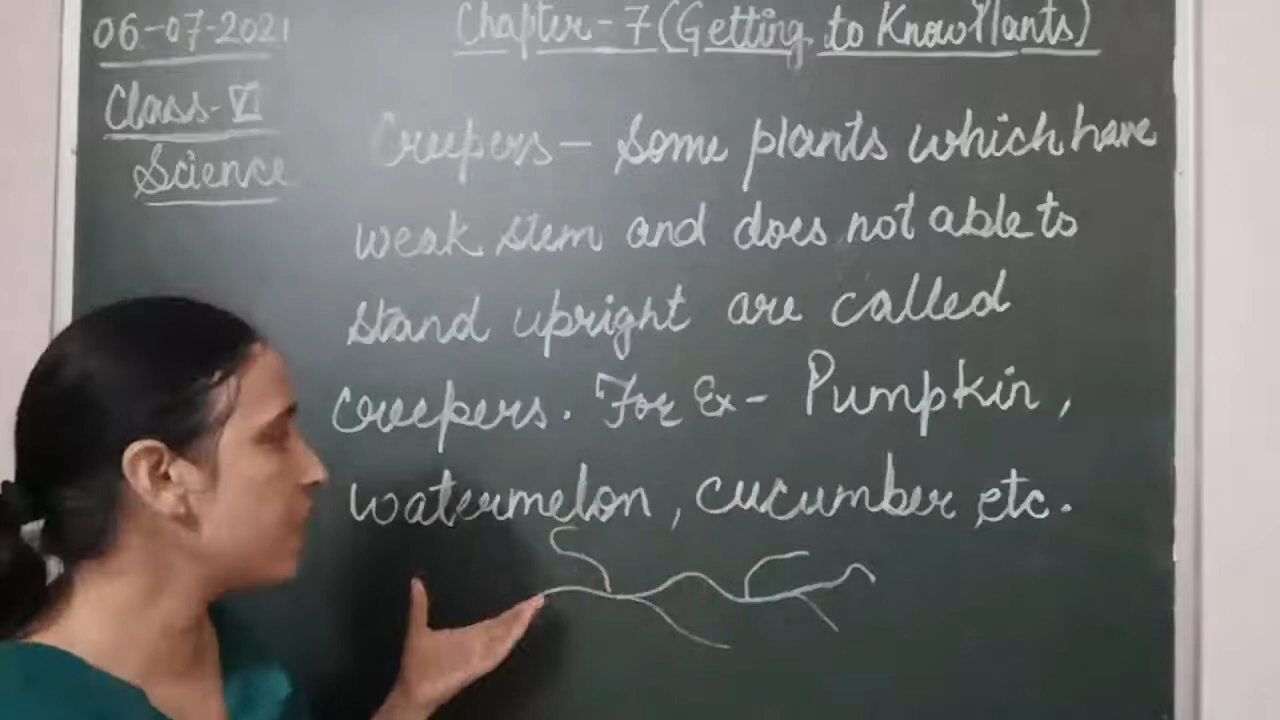 06-07-2021
Chapter-7(Getting to Know Plants)
Class-VI
Science
Creepers- Some plants which have
weak stem and does not able to
stand upright are called
creepers. For Ex- Pumpkin,
watermelon, cucumber, etc.